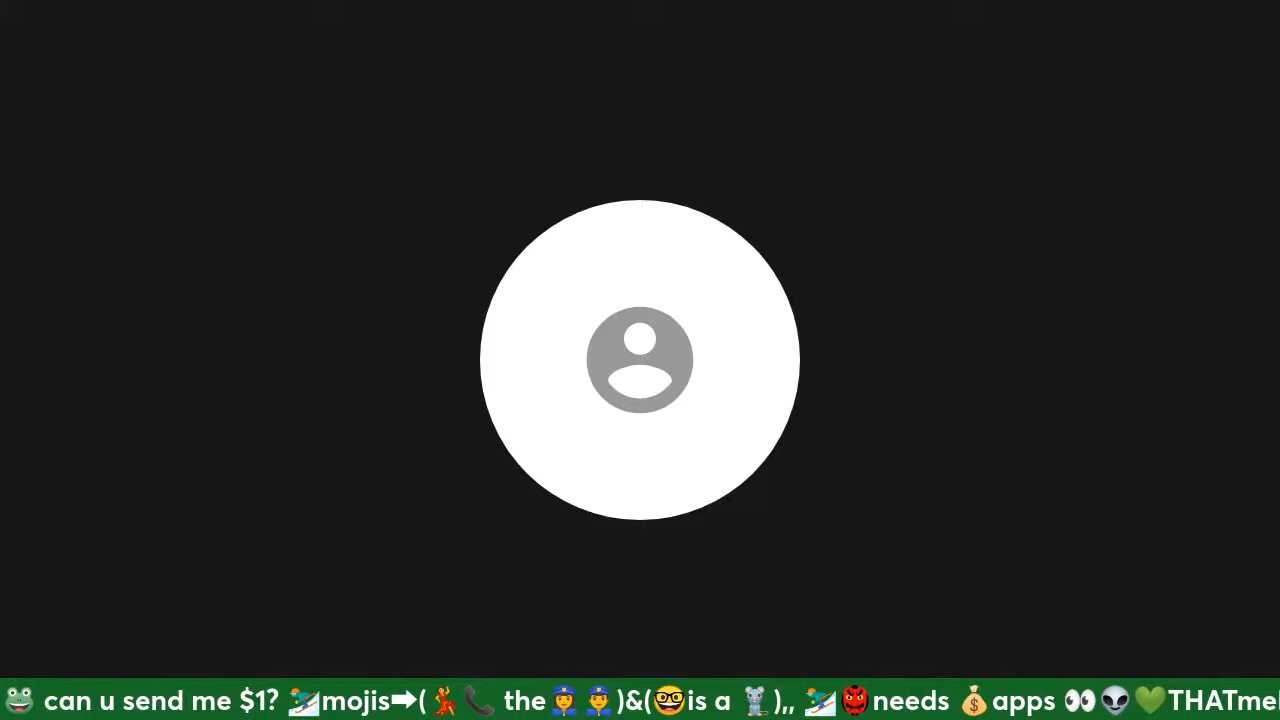 🐸 can u send me $1? ⛷️mojis➡(💃📞 the👮‍♀️👮‍♂️)&(🤓is a 🐁),, ⛷️👹needs 💰apps 👀👽💚THATme